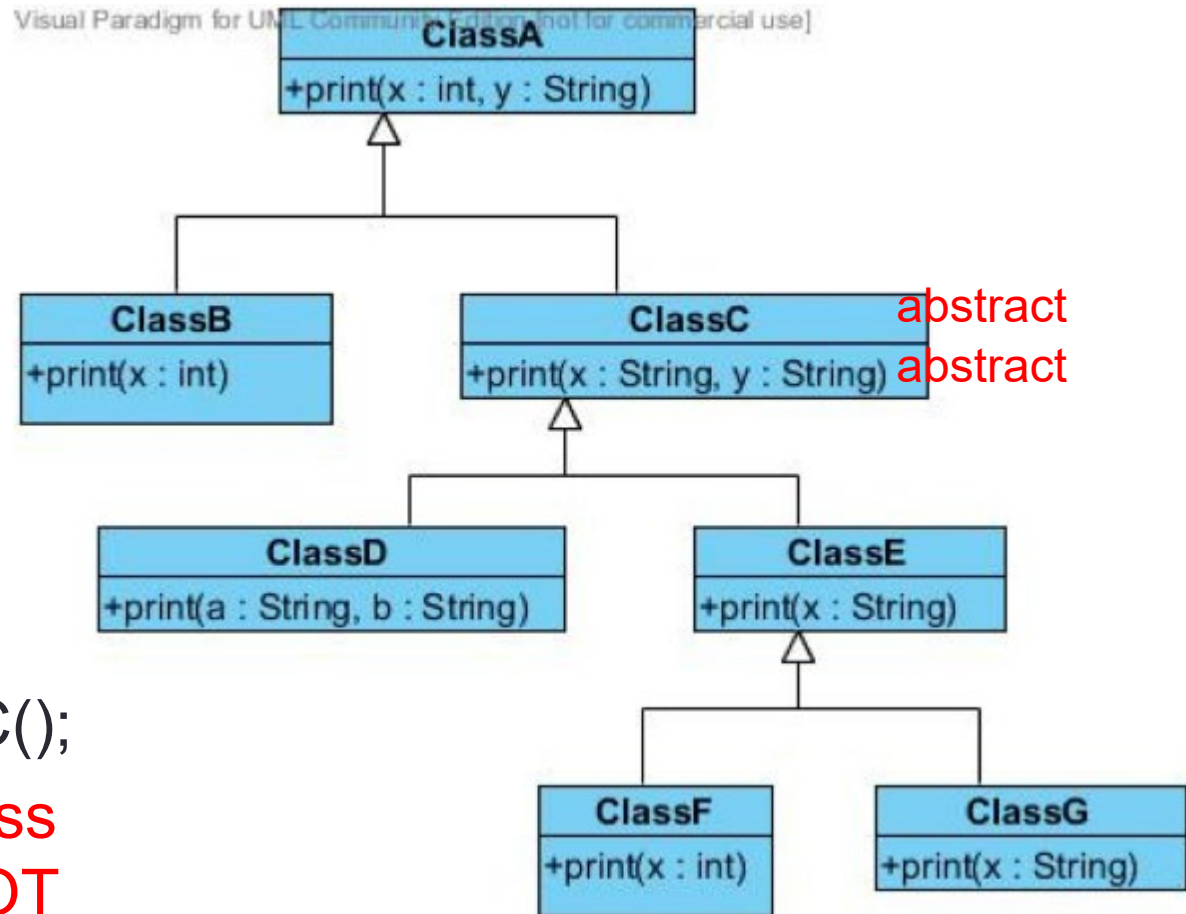 Visual Paradigm for UML Community Edition [not for commercial use]
ClassA
+print(x : int, y : String)
ClassB
+print(x : int)
ClassC
abstract
+print(x : String, y : String)
abstract
ClassD
+print(a : String, b : String)
ClassE
+print(x : String)
C();
ss
OT
ClassF
+print(x : int)
ClassG
+print(x : String)